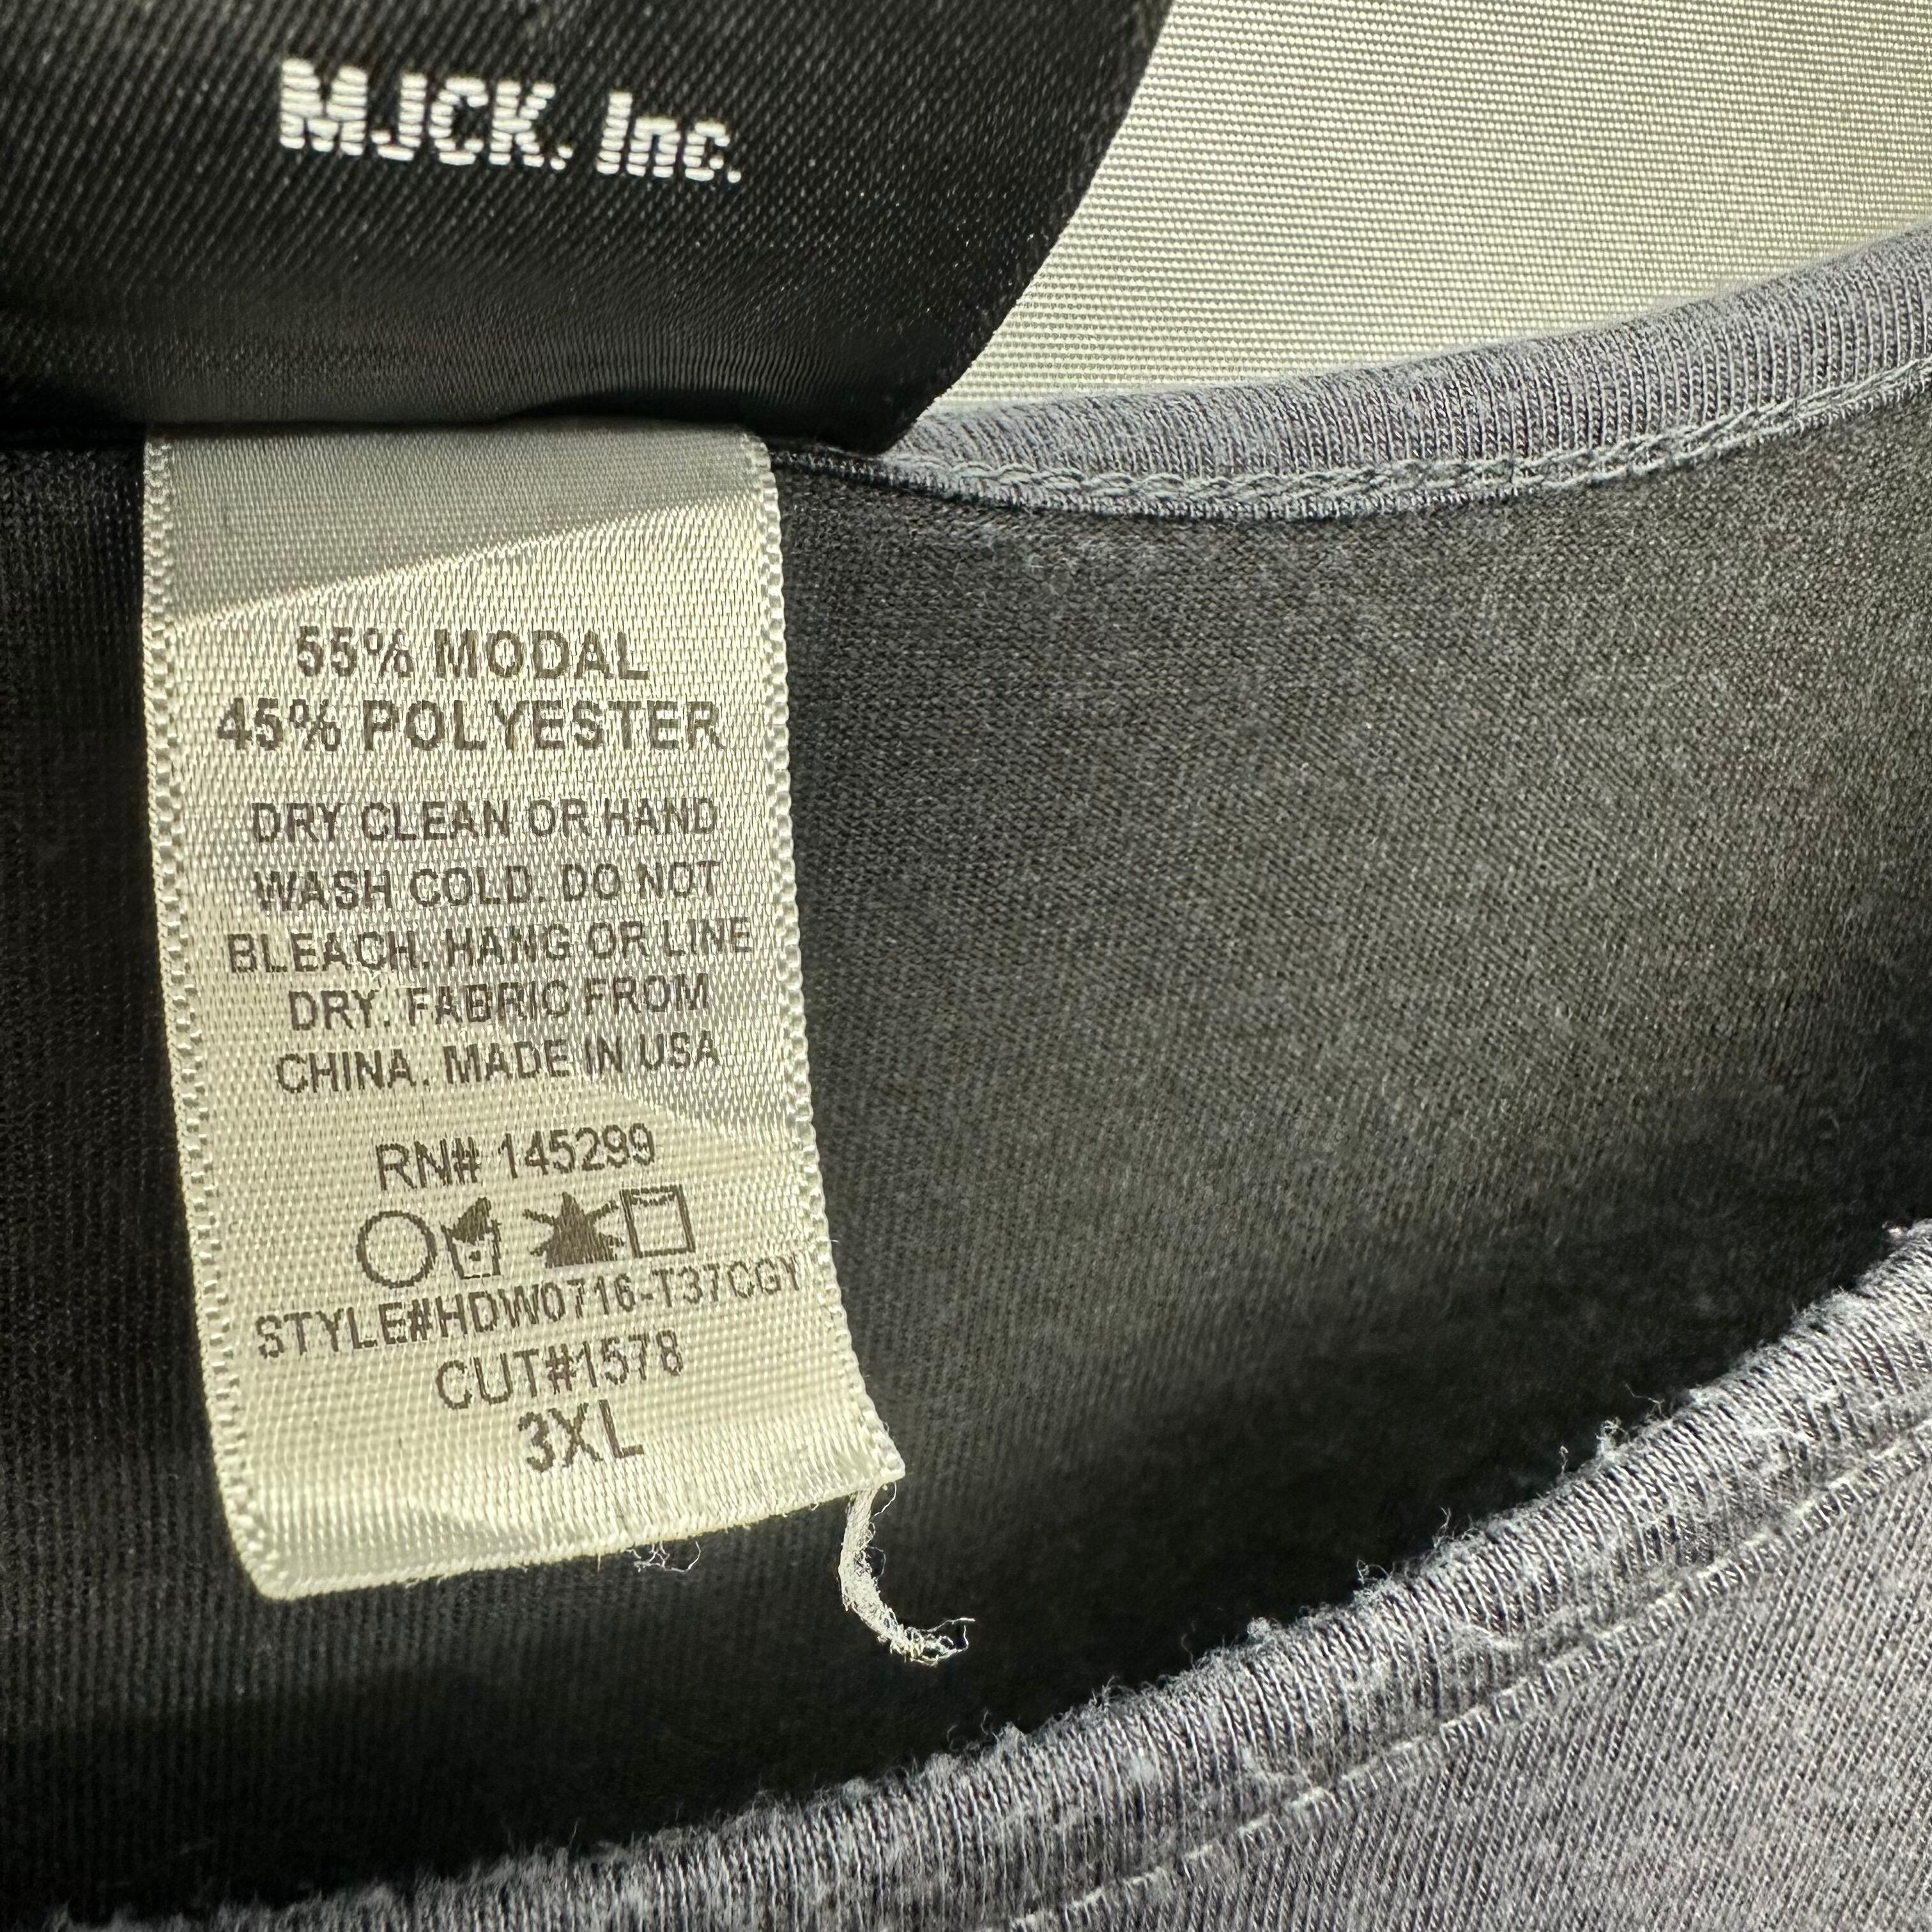 MJCK. Inc.
55% MODAL
45% POLYESTER
DRY CLEAN OR HAND
WASH COLD. DO NOT
BLEACH. HANG OR LINE
DRY. FABRIC FROM
CHINA. MADE IN USA
RN# 145299
STYLE#HDW0716-T37CGY
CUT#1578
3XL